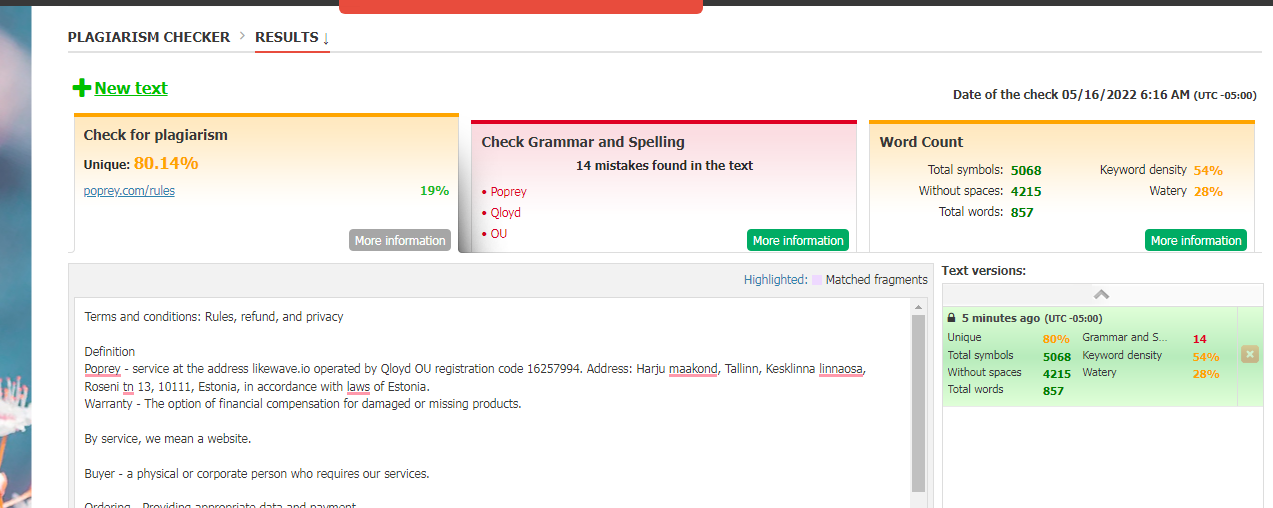 PLAGIARISM CHECKER > RESULTS ↓
New text
Date of the check 05/16/2022 6:16 AM (UTC -05:00)
Check for plagiarism
Unique: 80.14%
poprey.com/rules 19%
More information
Check Grammar and Spelling
14 mistakes found in the text
• Poprey
• Qloyd
• OU
More information
Word Count
Total symbols: 5068 Keyword density 54%
Without spaces: 4215 Watery 28%
Total words: 857
More information
Highlighted: Matched fragments
Terms and conditions: Rules, refund, and privacy
Definition
Poprey - service at the address likewave.io operated by Qloyd OU registration code 16257994. Address: Harju maakond, Tallinn, Kesklinna linnaosa,
Roseni tn 13, 10111, Estonia, in accordance with laws of Estonia.
Warranty - The option of financial compensation for damaged or missing products.
By service, we mean a website.
Buyer - a physical or corporate person who requires our services.
Ordering - Providing appropriate data and payment.
Text versions:
5 minutes ago (UTC -05:00)
Unique 80% Grammar and S... 14
Total symbols 5068 Keyword density 54%
Without spaces 4215 Watery 28%
Total words 857